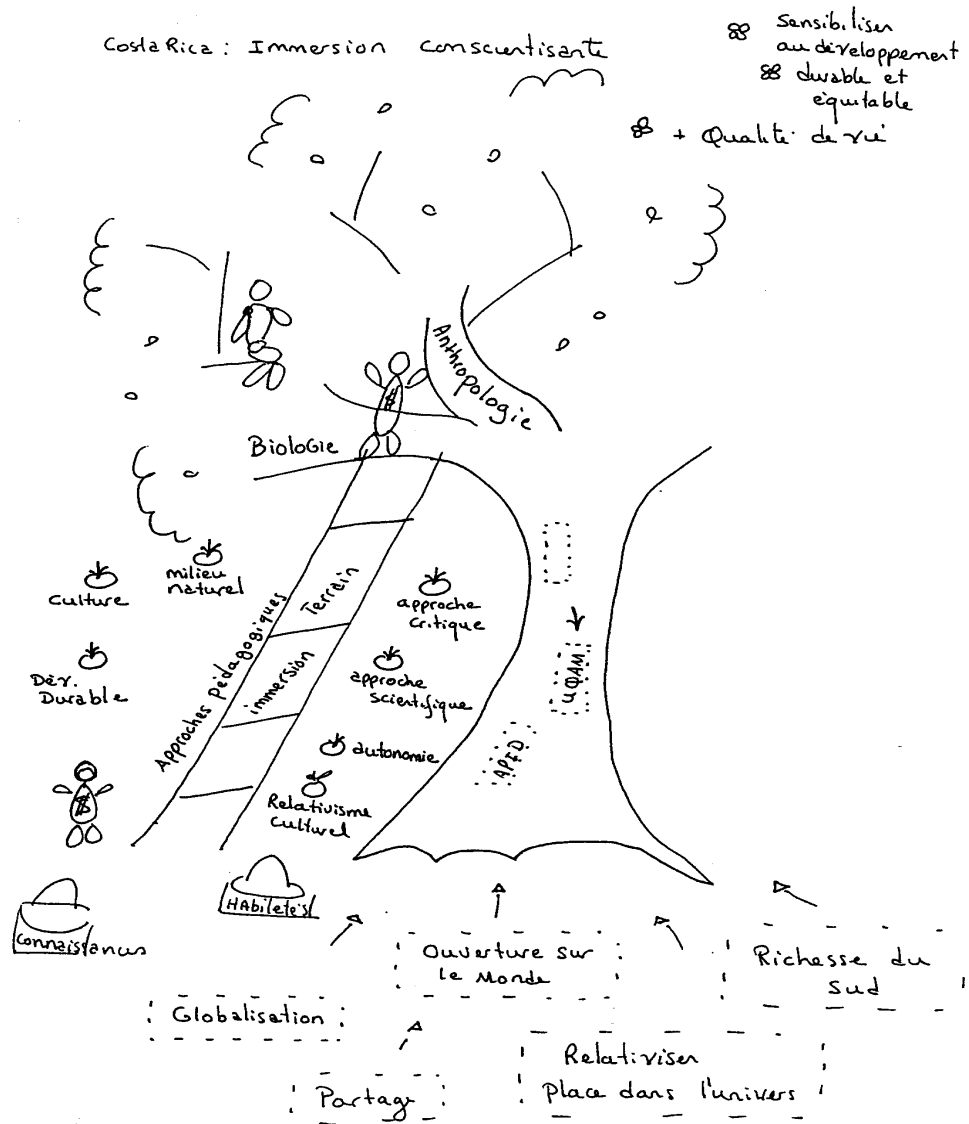 Costa Rica : Immersion conscientisante
Sensibiliser
au développement
durable et
équitable
+ Qualité de vie
Anthropologie
Biologie
$
culture
milieu
naturel
Dév.
Durable
Approches pédagogiques
Terrain
immersion
approche
critique
approche
scientifique
autonomie
Relativisme
culturel
UQAM
$
HAbiletés
Connaissances
Ouverture sur
le Monde
Richesse du
Sud
Globalisation
Relativiser
Place dans l'univers
Partage